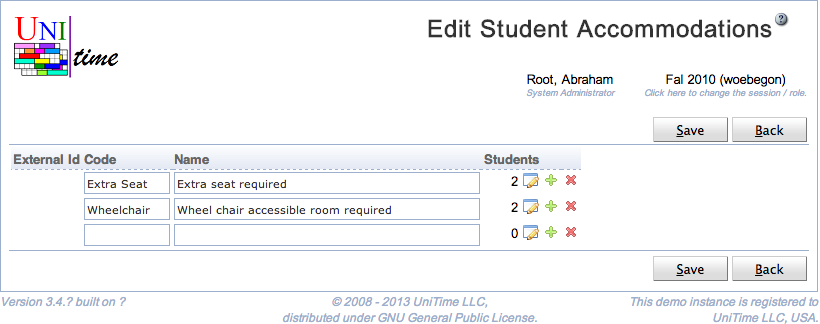 UNI
time
Edit Student Accommodations ?
Root, Abraham
System Administrator
Fal 2010 (woebegon)
Click here to change the session / role.
Save Back
External Id Code Name Students
Extra Seat Extra seat required 2
Wheelchair Wheel chair accessible room required 2
0
Save Back
Version 3.4.? built on ?
© 2008 - 2013 UniTime LLC,
distributed under GNU General Public License.
This demo instance is registered to
UniTime LLC, USA.